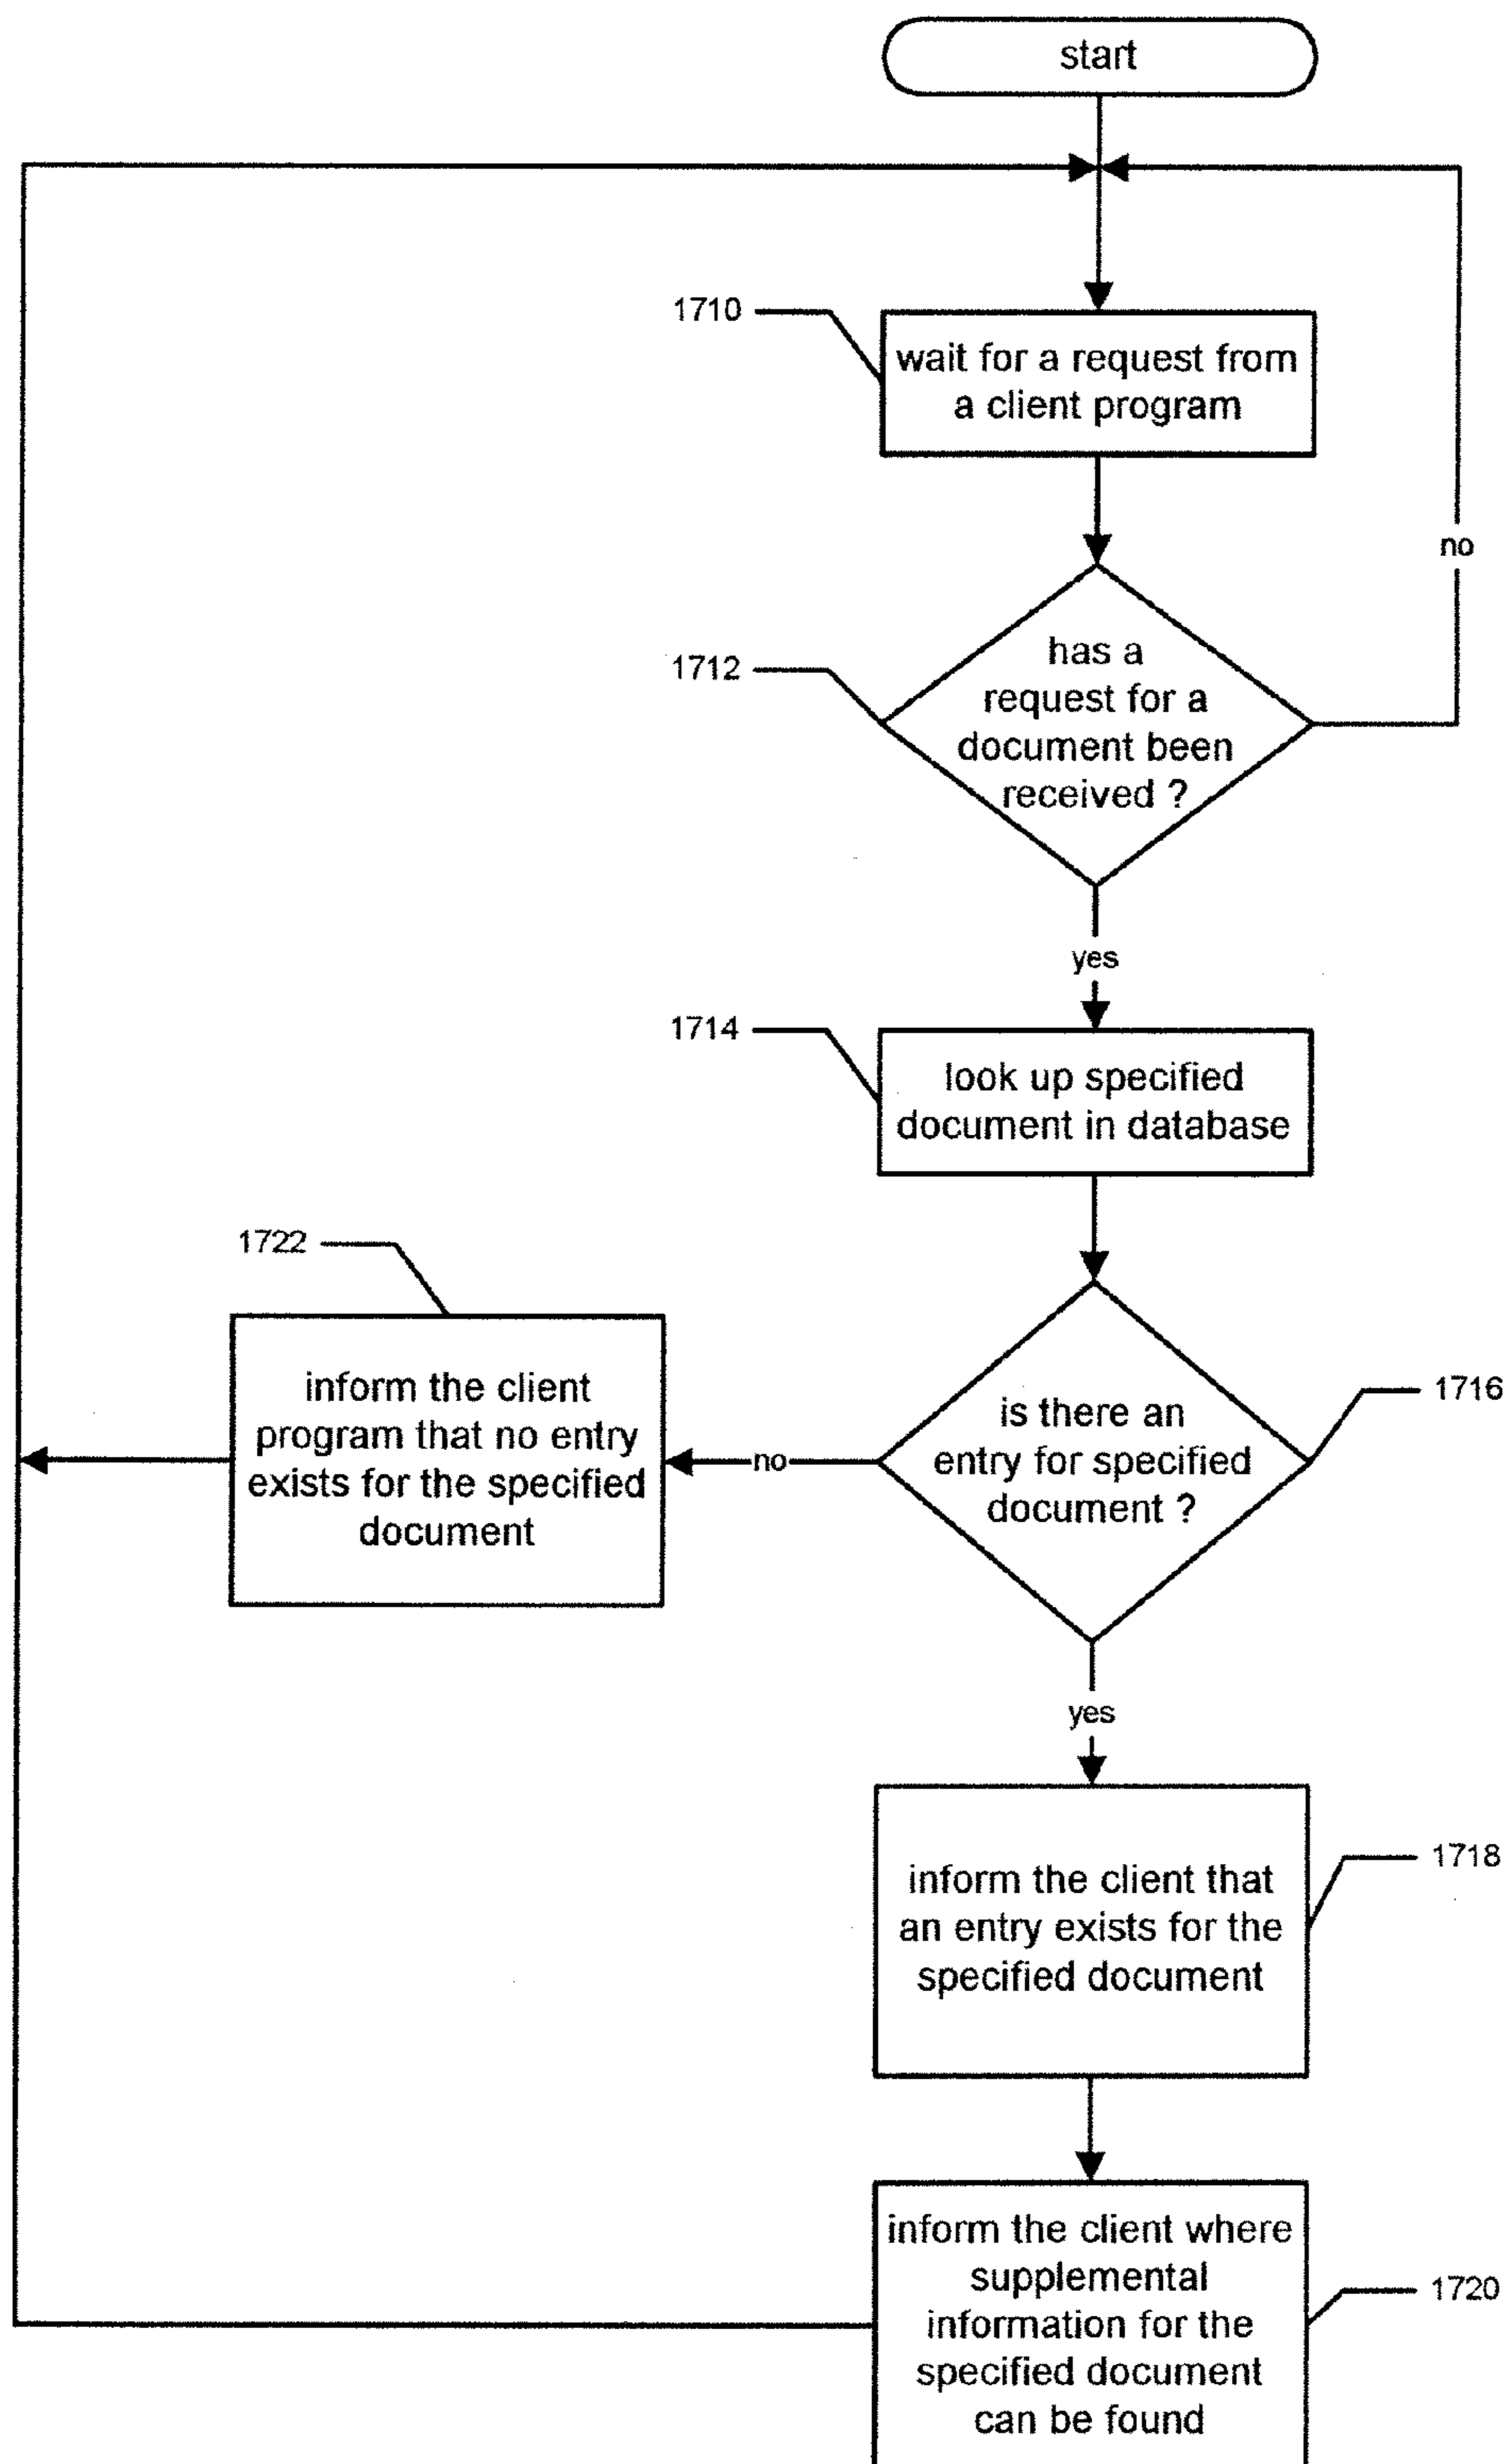 start
1710
wait for a request from
a client program
no
1712
has a
request for a
document been
received ?
yes
1714
look up specified
document in database
1722
inform the client
program that no entry
exists for the specified
document
no
is there an
entry for specified
document ?
1716
yes
inform the client that
an entry exists for the
specified document
1718
inform the client where
supplemental
information for the
specified document
can be found
1720